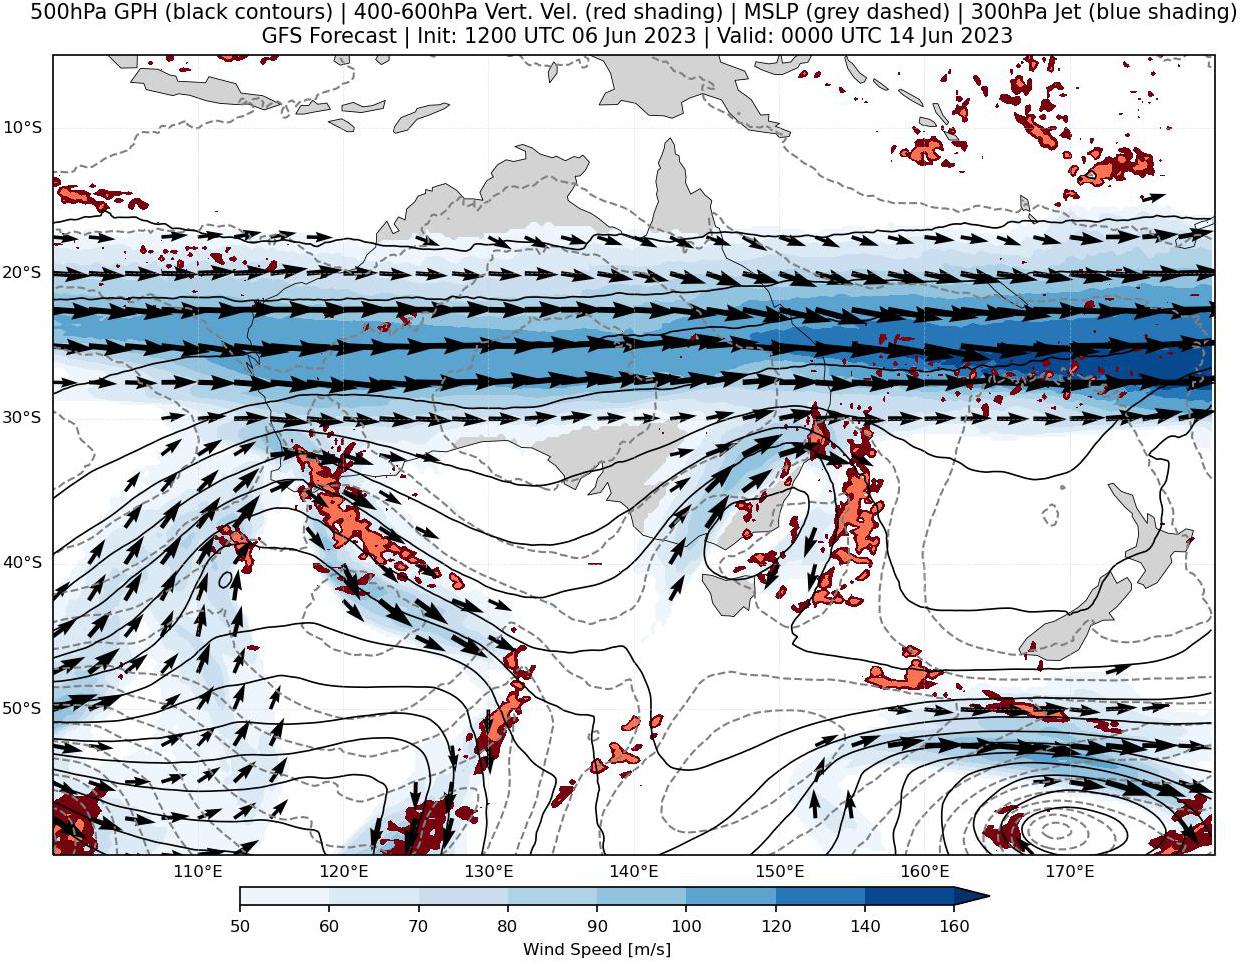 500hPa GPH (black contours) | 400-600hPa Vert. Vel. (red shading) | MSLP (grey dashed) | 300hPa Jet (blue shading)
GFS Forecast | Init: 1200 UTC 06 Jun 2023 | Valid: 0000 UTC 14 Jun 2023
10°S
20°S
30°S
40°S
50°S
110°E 120°E 130°E 140°E 150°E 160°E 170°E
50 60 70 80 90 100 120 140 160
Wind Speed [m/s]